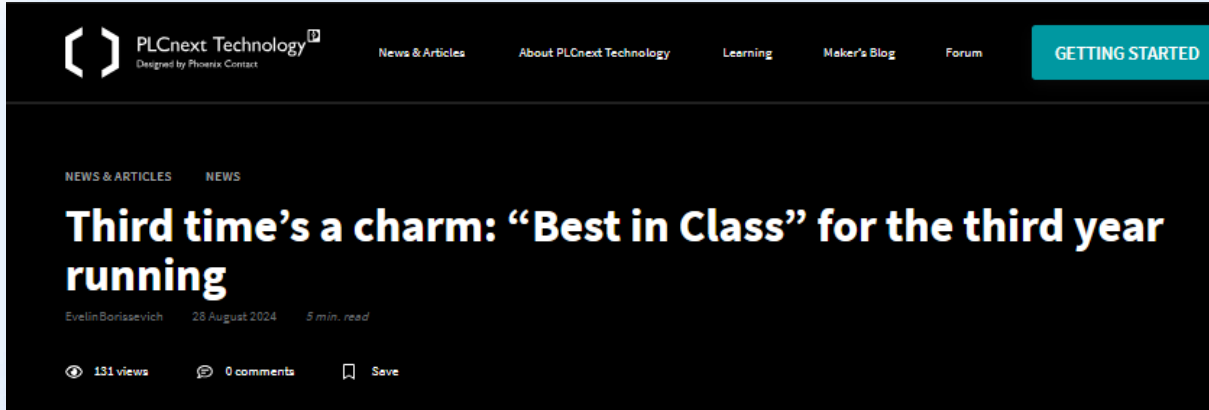 PLCnext Technology
Designed by Phoenix Contact
News & Articles About PLCnext Technology Learning Maker's Blog Forum GETTING STARTED
NEWS & ARTICLES NEWS
Third time’s a charm: “Best in Class” for the third year
running
EvelinBorissevich 28 August 2024 5 min. read
131 views 0 comments Save